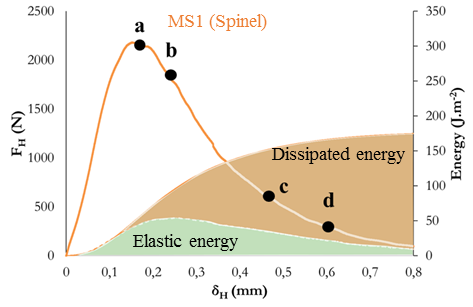 MS1 (Spinel)
2500
2000
1500
1000
500
0
F_H (N)
350
300
250
200
150
100
50
0
Energy (J.m⁻²)
a
b
c
d
Dissipated energy
Elastic energy
0 0,1 0,2 0,3 0,4 0,5 0,6 0,7 0,8
δ_H (mm)